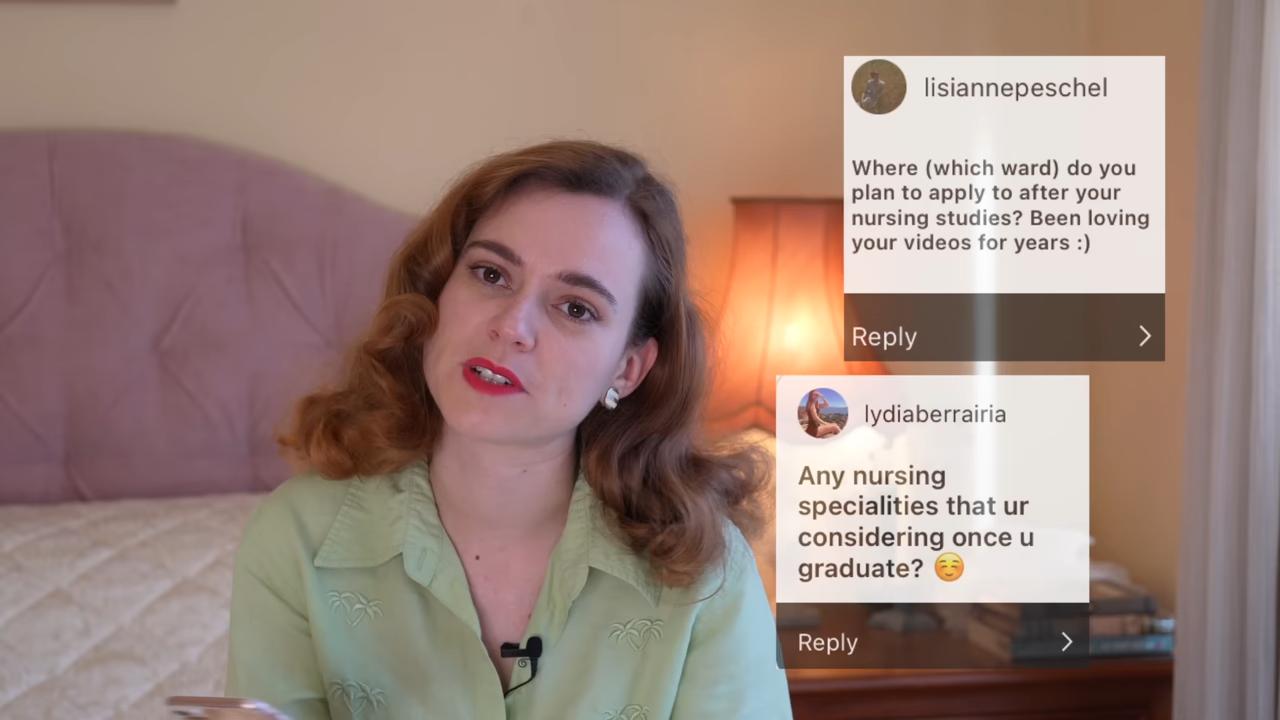 lisiannepeschel
Where (which ward) do you
plan to apply to after your
nursing studies? Been loving
your videos for years :)
Reply
lydiaberrairia
Any nursing
specialities that ur
considering once u
graduate? ☺️
Reply